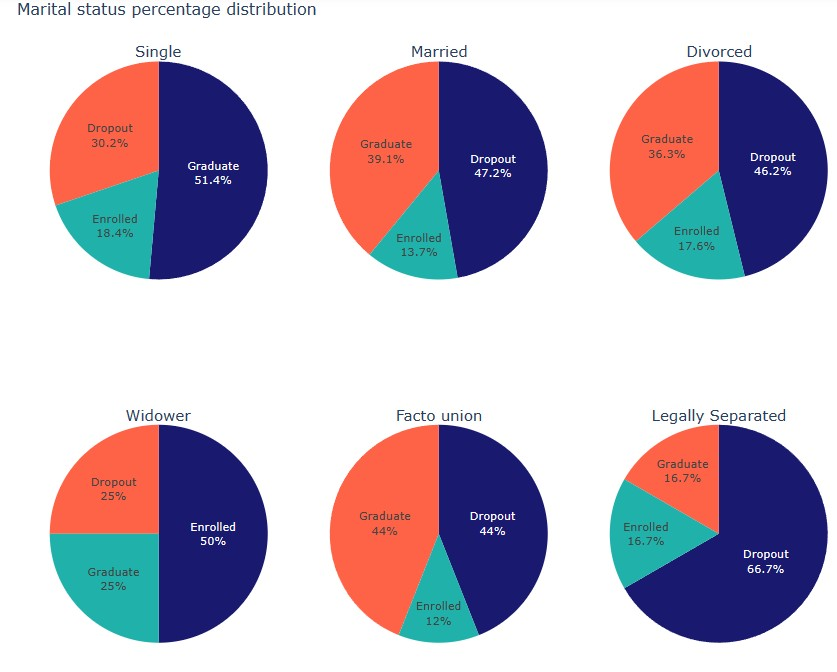 Marital status percentage distribution
Single
Married
Divorced
Dropout
30.2%
Graduate
51.4%
Enrolled
18.4%
Graduate
39.1%
Dropout
47.2%
Enrolled
13.7%
Graduate
36.3%
Dropout
46.2%
Enrolled
17.6%
Widower
Facto union
Legally Separated
Dropout
25%
Enrolled
50%
Graduate
25%
Graduate
44%
Dropout
44%
Enrolled
12%
Graduate
16.7%
Enrolled
16.7%
Dropout
66.7%